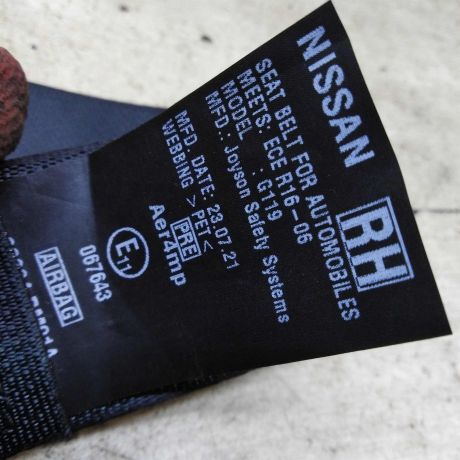 NISSAN
RH
SEAT BELT FOR AUTOMOBILES
MEETS: ECE R16-06
MODEL : G119
MFD.: Joyson Safety Systems
MFD. DATE: 23.07.21
WEBBING >PET<
PRE
Aer4mp
E11
067643
AIRBAG